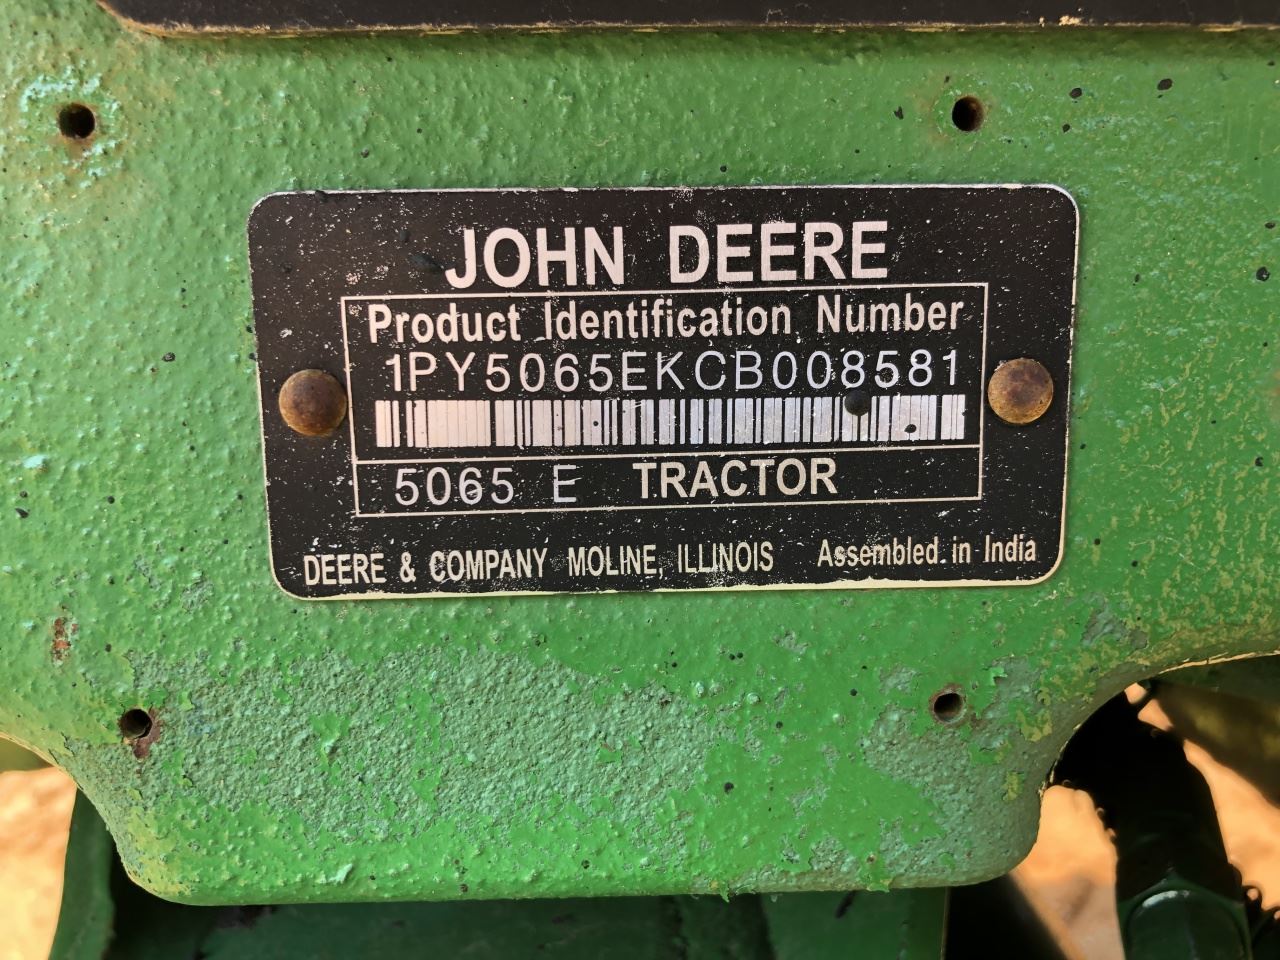 JOHN DEERE
Product Identification Number
1PY5065EKCB008581
5065 E TRACTOR
DEERE & COMPANY MOLINE, ILLINOIS Assembled in India